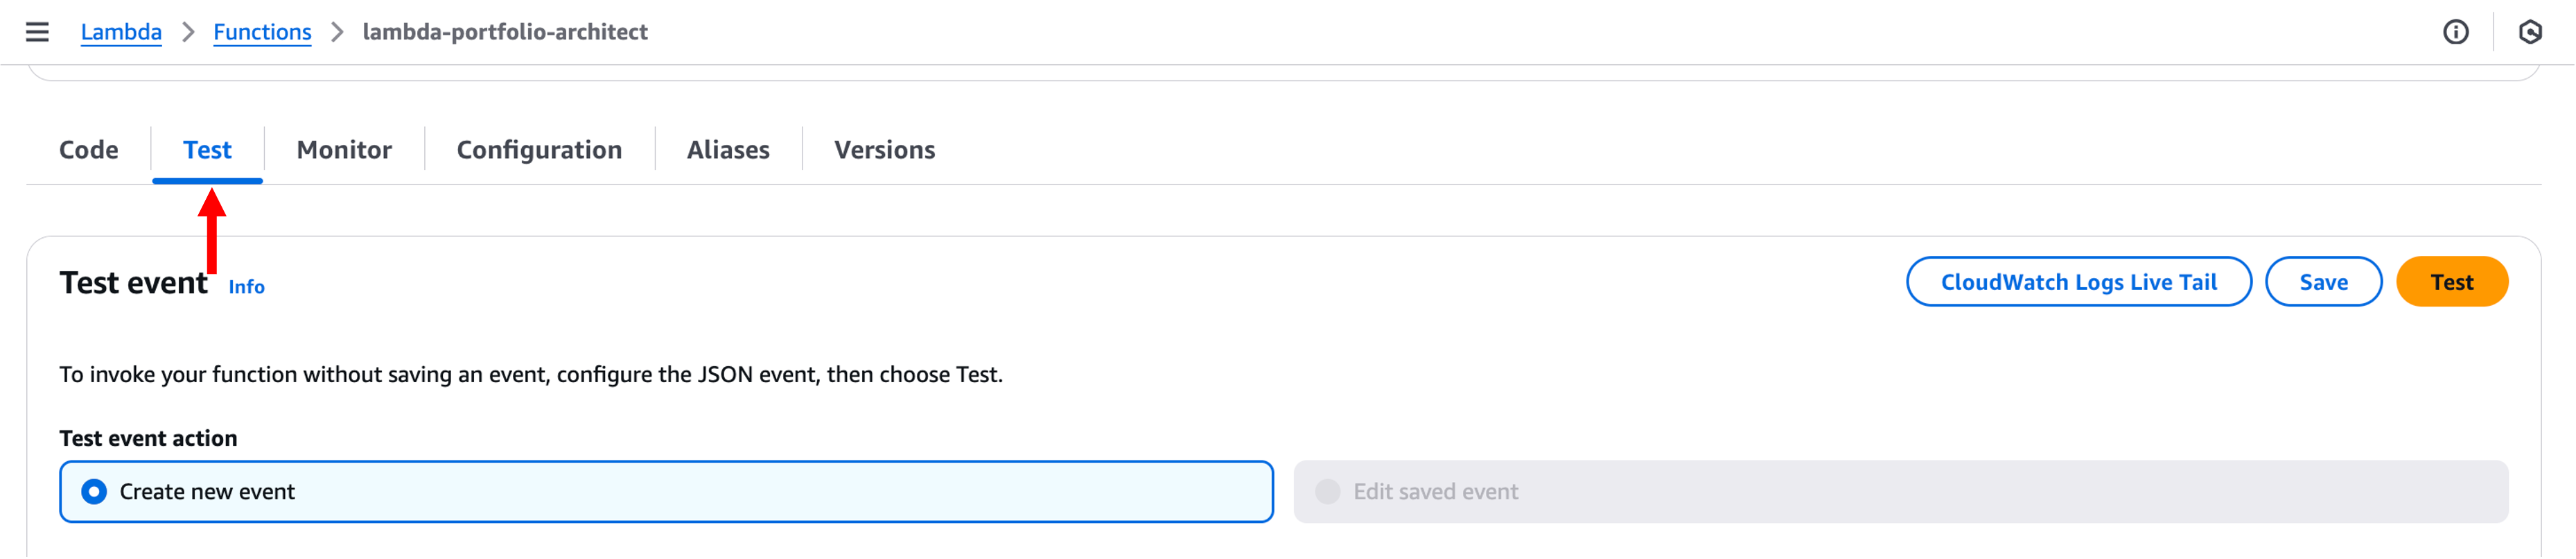 Lambda > Functions > lambda-portfolio-architect
Code Test Monitor Configuration Aliases Versions
Test event Info CloudWatch Logs Live Tail Save Test
To invoke your function without saving an event, configure the JSON event, then choose Test.
Test event action
Create new event Edit saved event